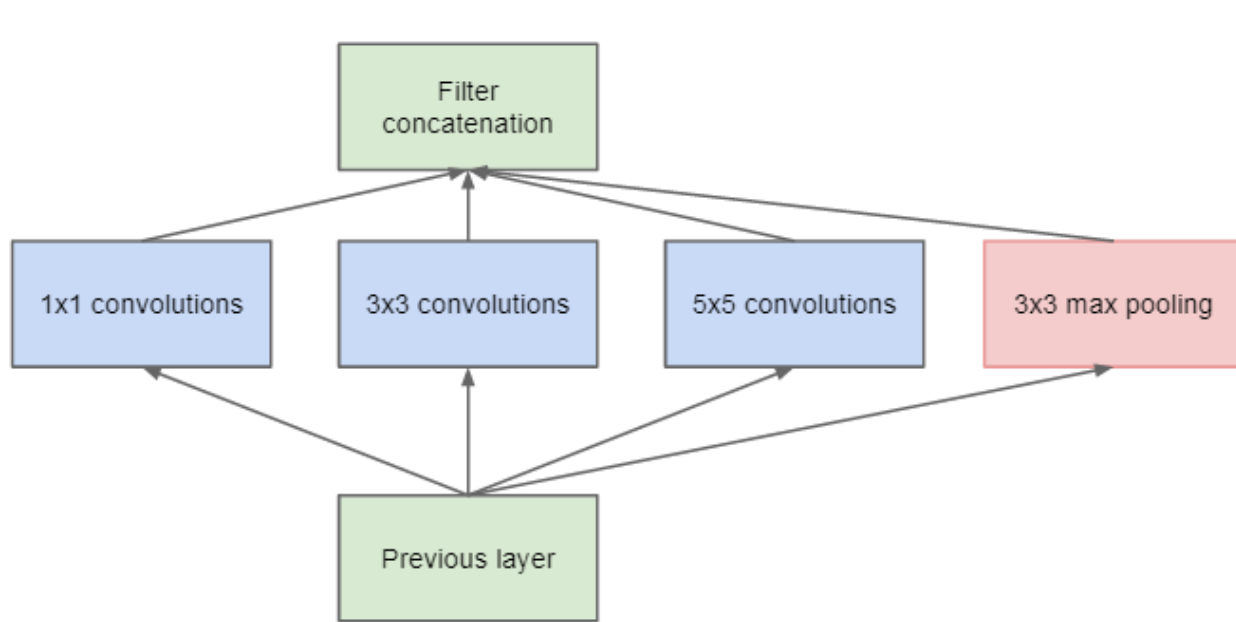 Filter
concatenation
1x1 convolutions
3x3 convolutions
5x5 convolutions
3x3 max pooling
Previous layer